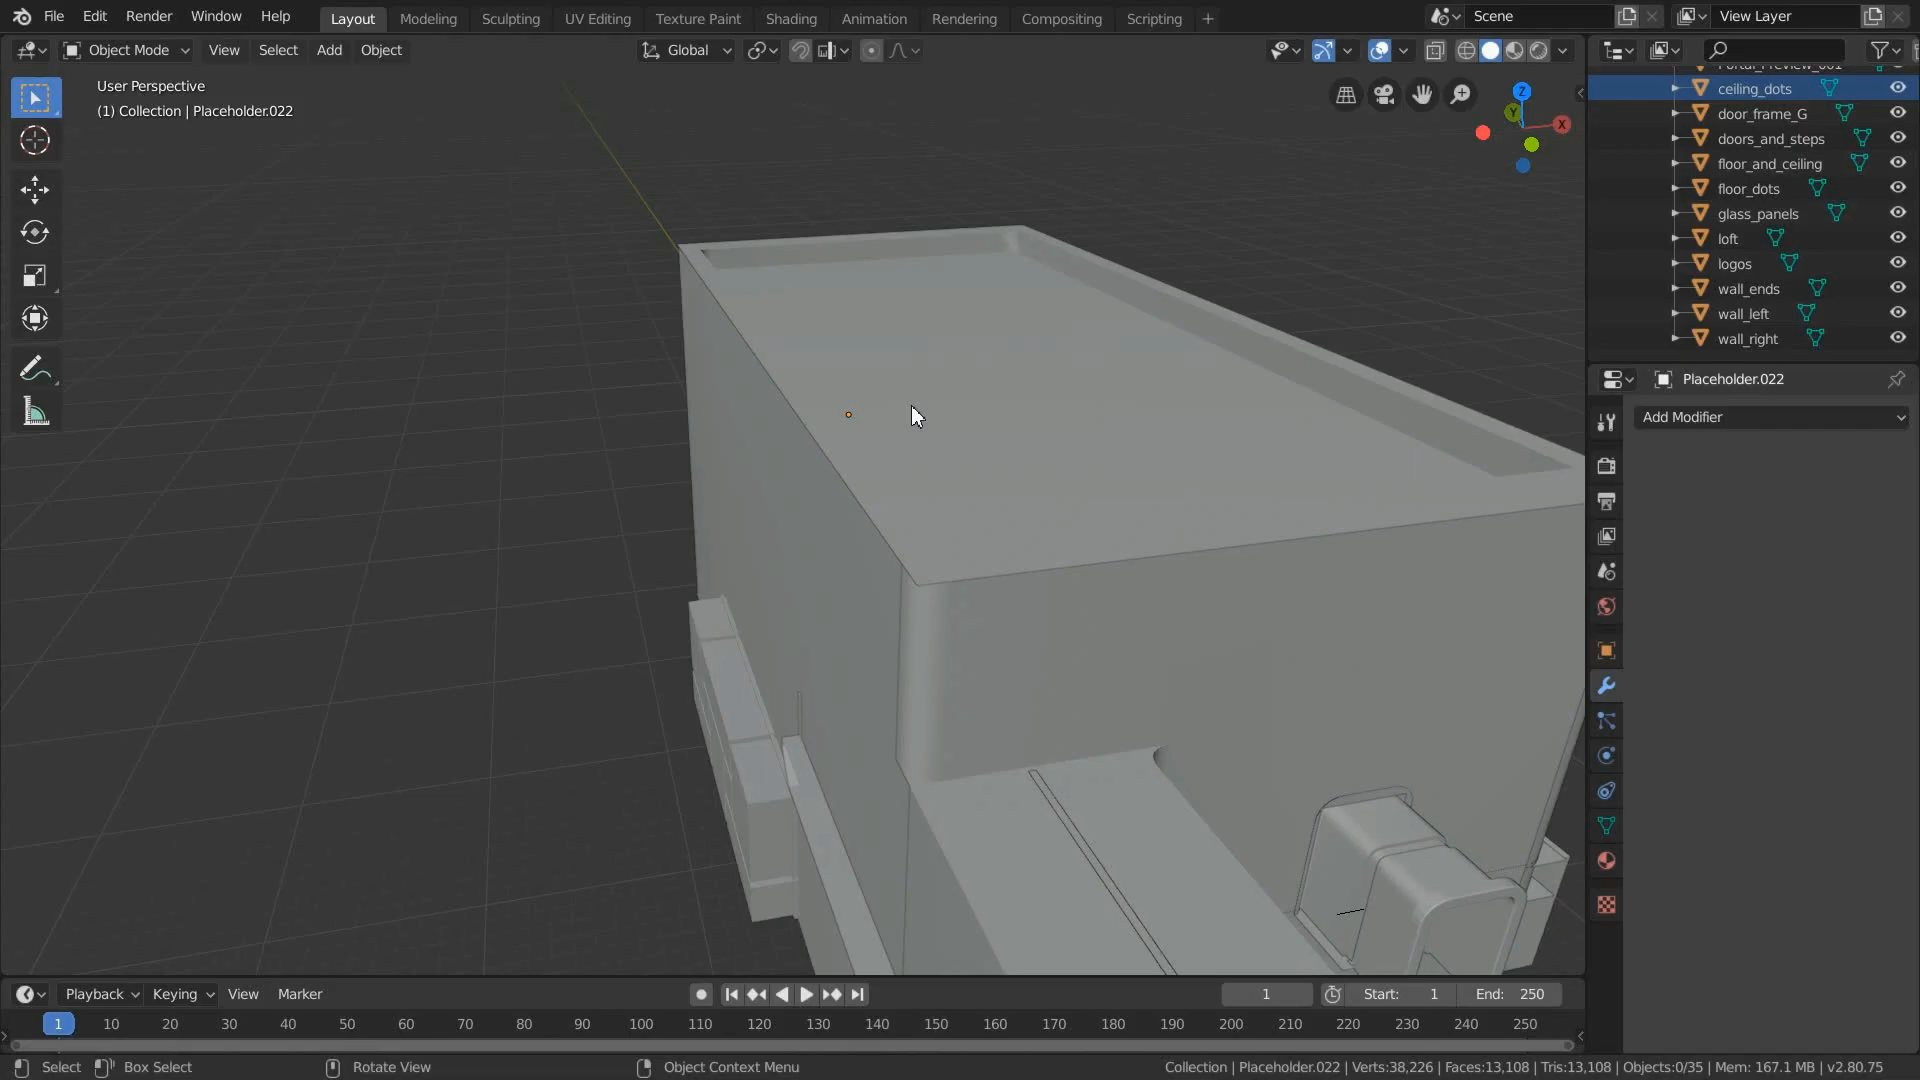 File Edit Render Window Help Layout Modeling Sculpting UV Editing Texture Paint Shading Animation Rendering Compositing Scripting + Scene View Layer
Object Mode View Select Add Object Global
User Perspective
(1) Collection | Placeholder.022
Z
Y
X
Portal_Preview_001
ceiling_dots
door_frame_G
doors_and_steps
floor_and_ceiling
floor_dots
glass_panels
loft
logos
wall_ends
wall_left
wall_right
Placeholder.022
Add Modifier
Playback Keying View Marker 1 Start: 1 End: 250
1 10 20 30 40 50 60 70 80 90 100 110 120 130 140 150 160 170 180 190 200 210 220 230 240 250
Select Box Select Rotate View Object Context Menu Collection | Placeholder.022 | Verts:38,226 | Faces:13,108 | Tris:13,108 | Objects:0/35 | Mem: 167.1 MB | v2.80.75